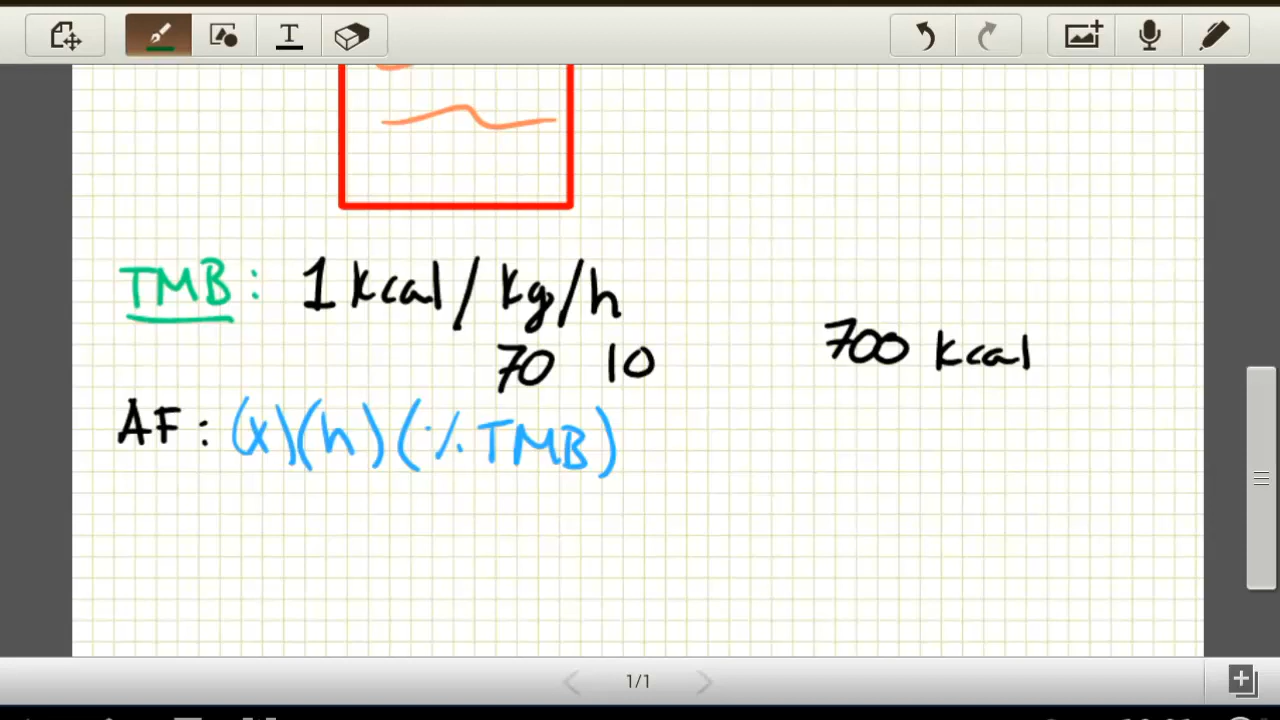 T
TMB: 1 kcal/kg/h
70 10
700 kcal
AF: (x)(h)(% TMB)
1/1